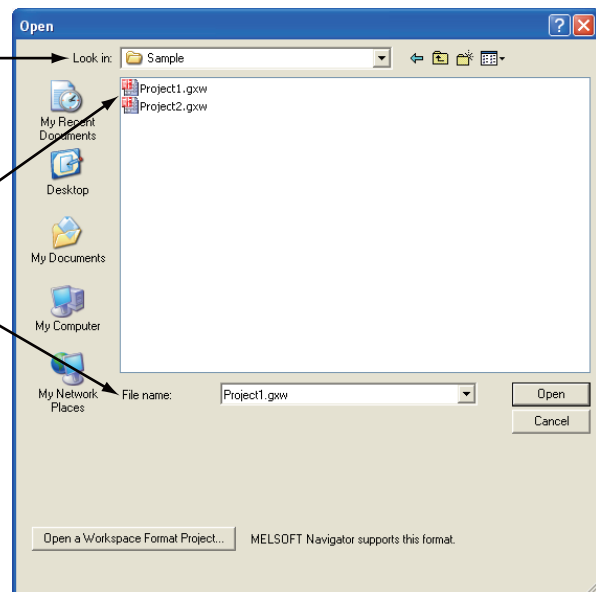 Open
Look in: Sample
Project1.gxw
Project2.gxw
My Recent
Documents
Desktop
My Documents
My Computer
My Network
Places
File name: Project1.gxw Open
Cancel
Open a Workspace Format Project... MELSOFT Navigator supports this format.